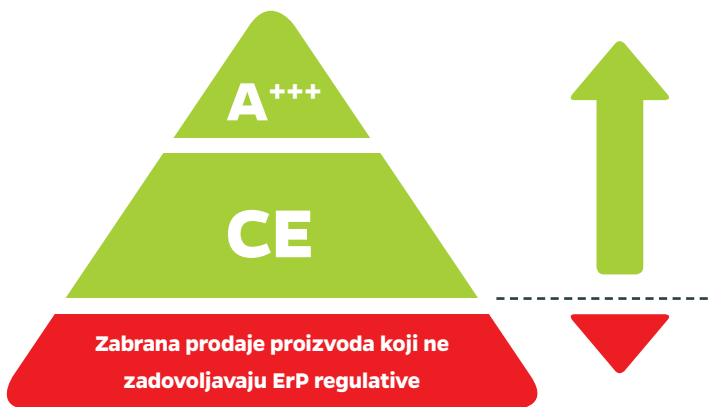 A+++
CE
Zabrana prodaje proizvoda koji ne
zadovoljavaju ErP regulative